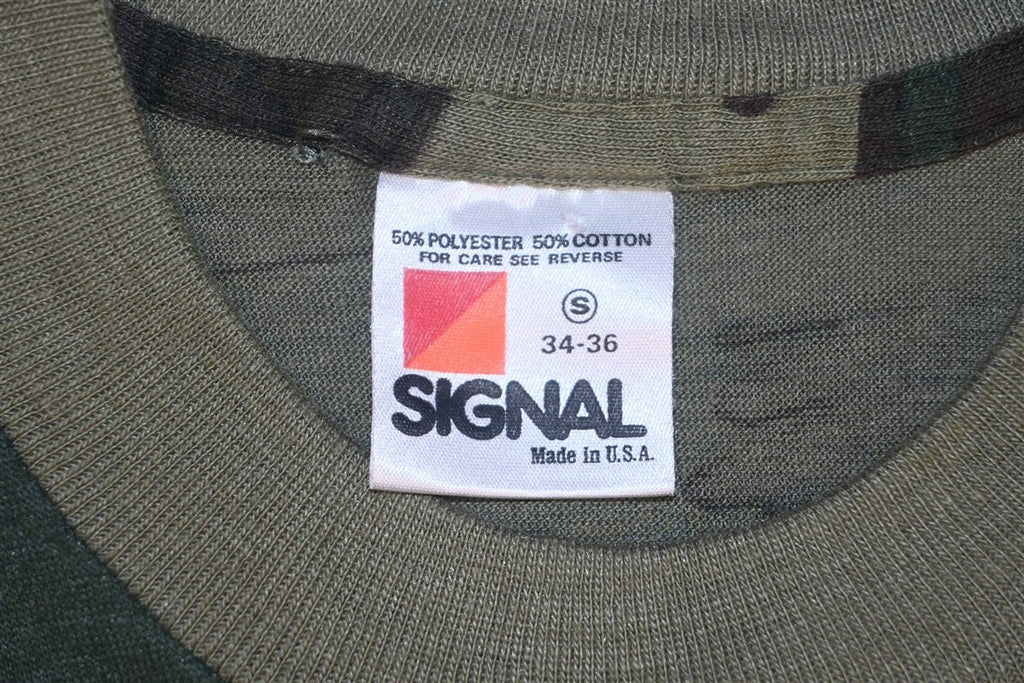 50% POLYESTER 50% COTTON
FOR CARE SEE REVERSE
S
34-36
SIGNAL
Made in U.S.A.